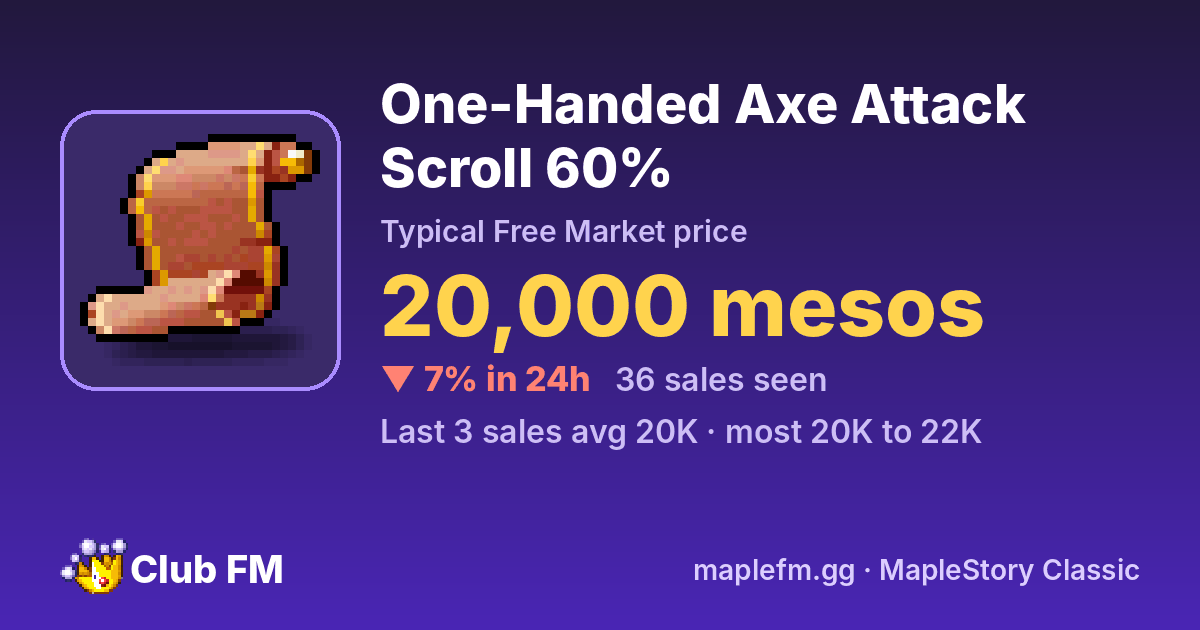 One-Handed Axe Attack
Scroll 60%
Typical Free Market price
20,000 mesos
▼ 7% in 24h 36 sales seen
Last 3 sales avg 20K · most 20K to 22K
Club FM
maplefm.gg · MapleStory Classic